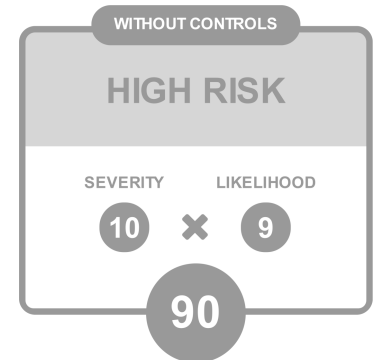 WITHOUT CONTROLS
HIGH RISK
SEVERITY LIKELIHOOD
10 × 9
90